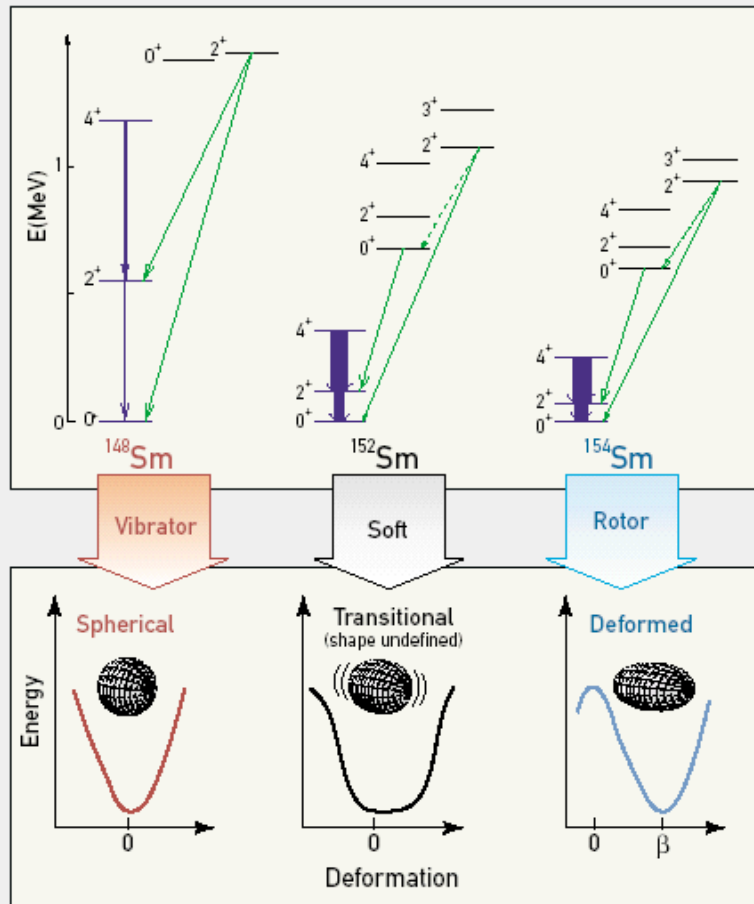 E(MeV)
1
0
0⁺
2⁺
4⁺
2⁺
0
¹⁴⁸Sm
3⁺
2⁺
4⁺
2⁺
0⁺
4⁺
2⁺
0⁺
¹⁵²Sm
3⁺
2⁺
4⁺
2⁺
0⁺
4⁺
2⁺
0⁺
¹⁵⁴Sm
Vibrator
Soft
Rotor
Energy
Spherical
0
Transitional
(shape undefined)
0
Deformed
0
β
Deformation